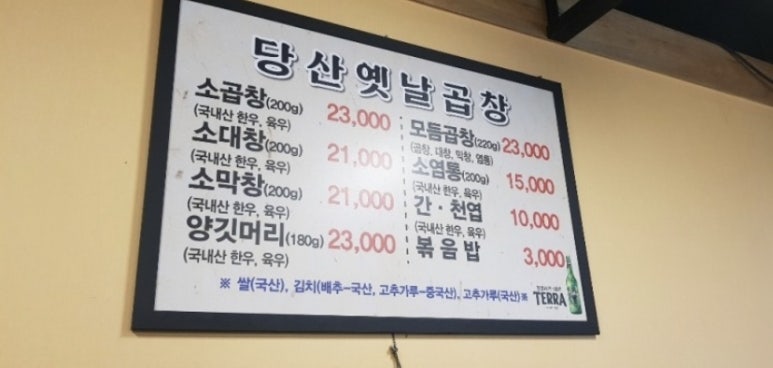 당산옛날곱창
소곱창(200g) 23,000
(국내산 한우, 육우)
소대창(200g) 21,000
(국내산 한우, 육우)
소막창(200g) 21,000
(국내산 한우, 육우)
양깃머리(180g) 23,000
(국내산 한우, 육우)
모듬곱창(220g) 23,000
(곱창, 대창, 막창, 염통)
소염통(200g) 15,000
(국내산 한우, 육우)
간·천엽 10,000
(국내산 한우, 육우)
볶음밥 3,000
※ 쌀(국산), 김치(배추-국산, 고추가루-중국산), 고추가루(국산)※
TERRA